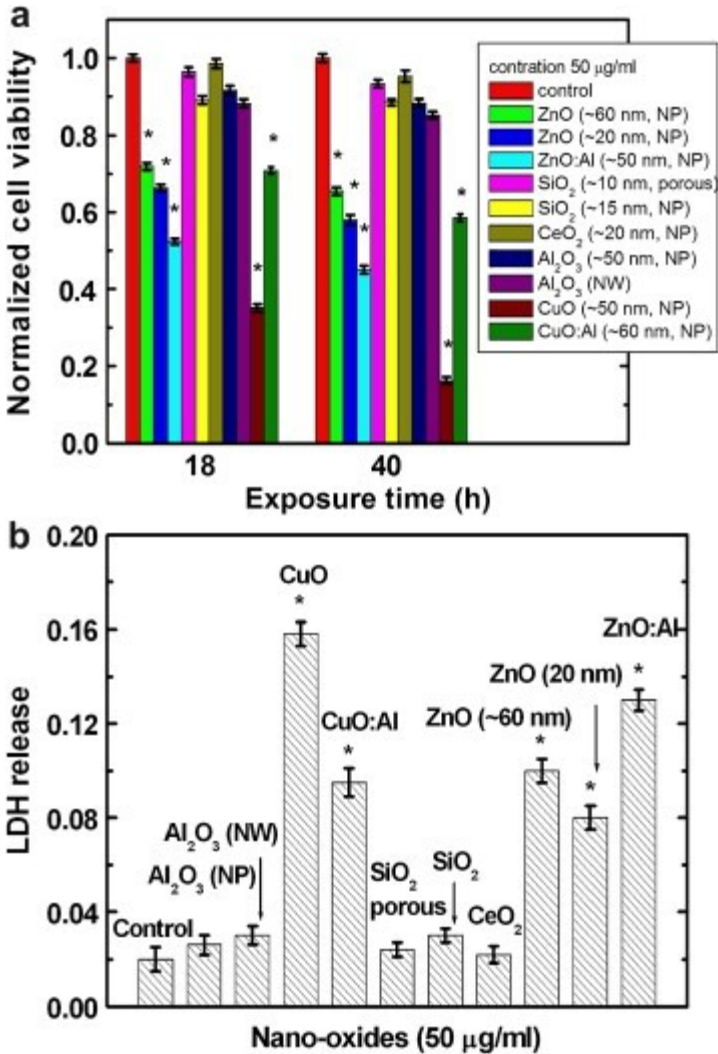 a
Normalized cell viability
1.0
0.8
0.6
0.4
0.2
0.0
* * * * *
* * * * *
18
40
Exposure time (h)
contration 50 µg/ml
control
ZnO (~60 nm, NP)
ZnO (~20 nm, NP)
ZnO:Al (~50 nm, NP)
SiO₂ (~10 nm, porous)
SiO₂ (~15 nm, NP)
CeO₂ (~20 nm, NP)
Al₂O₃ (~50 nm, NP)
Al₂O₃ (NW)
CuO (~50 nm, NP)
CuO:Al (~60 nm, NP)
b
LDH release
0.20
0.16
0.12
0.08
0.04
0.00
Control
Al₂O₃ (NP)
Al₂O₃ (NW)
CuO
*
CuO:Al
*
SiO₂
porous
SiO₂
CeO₂
ZnO (~60 nm)
*
ZnO (20 nm)
*
ZnO:Al
*
Nano-oxides (50 µg/ml)